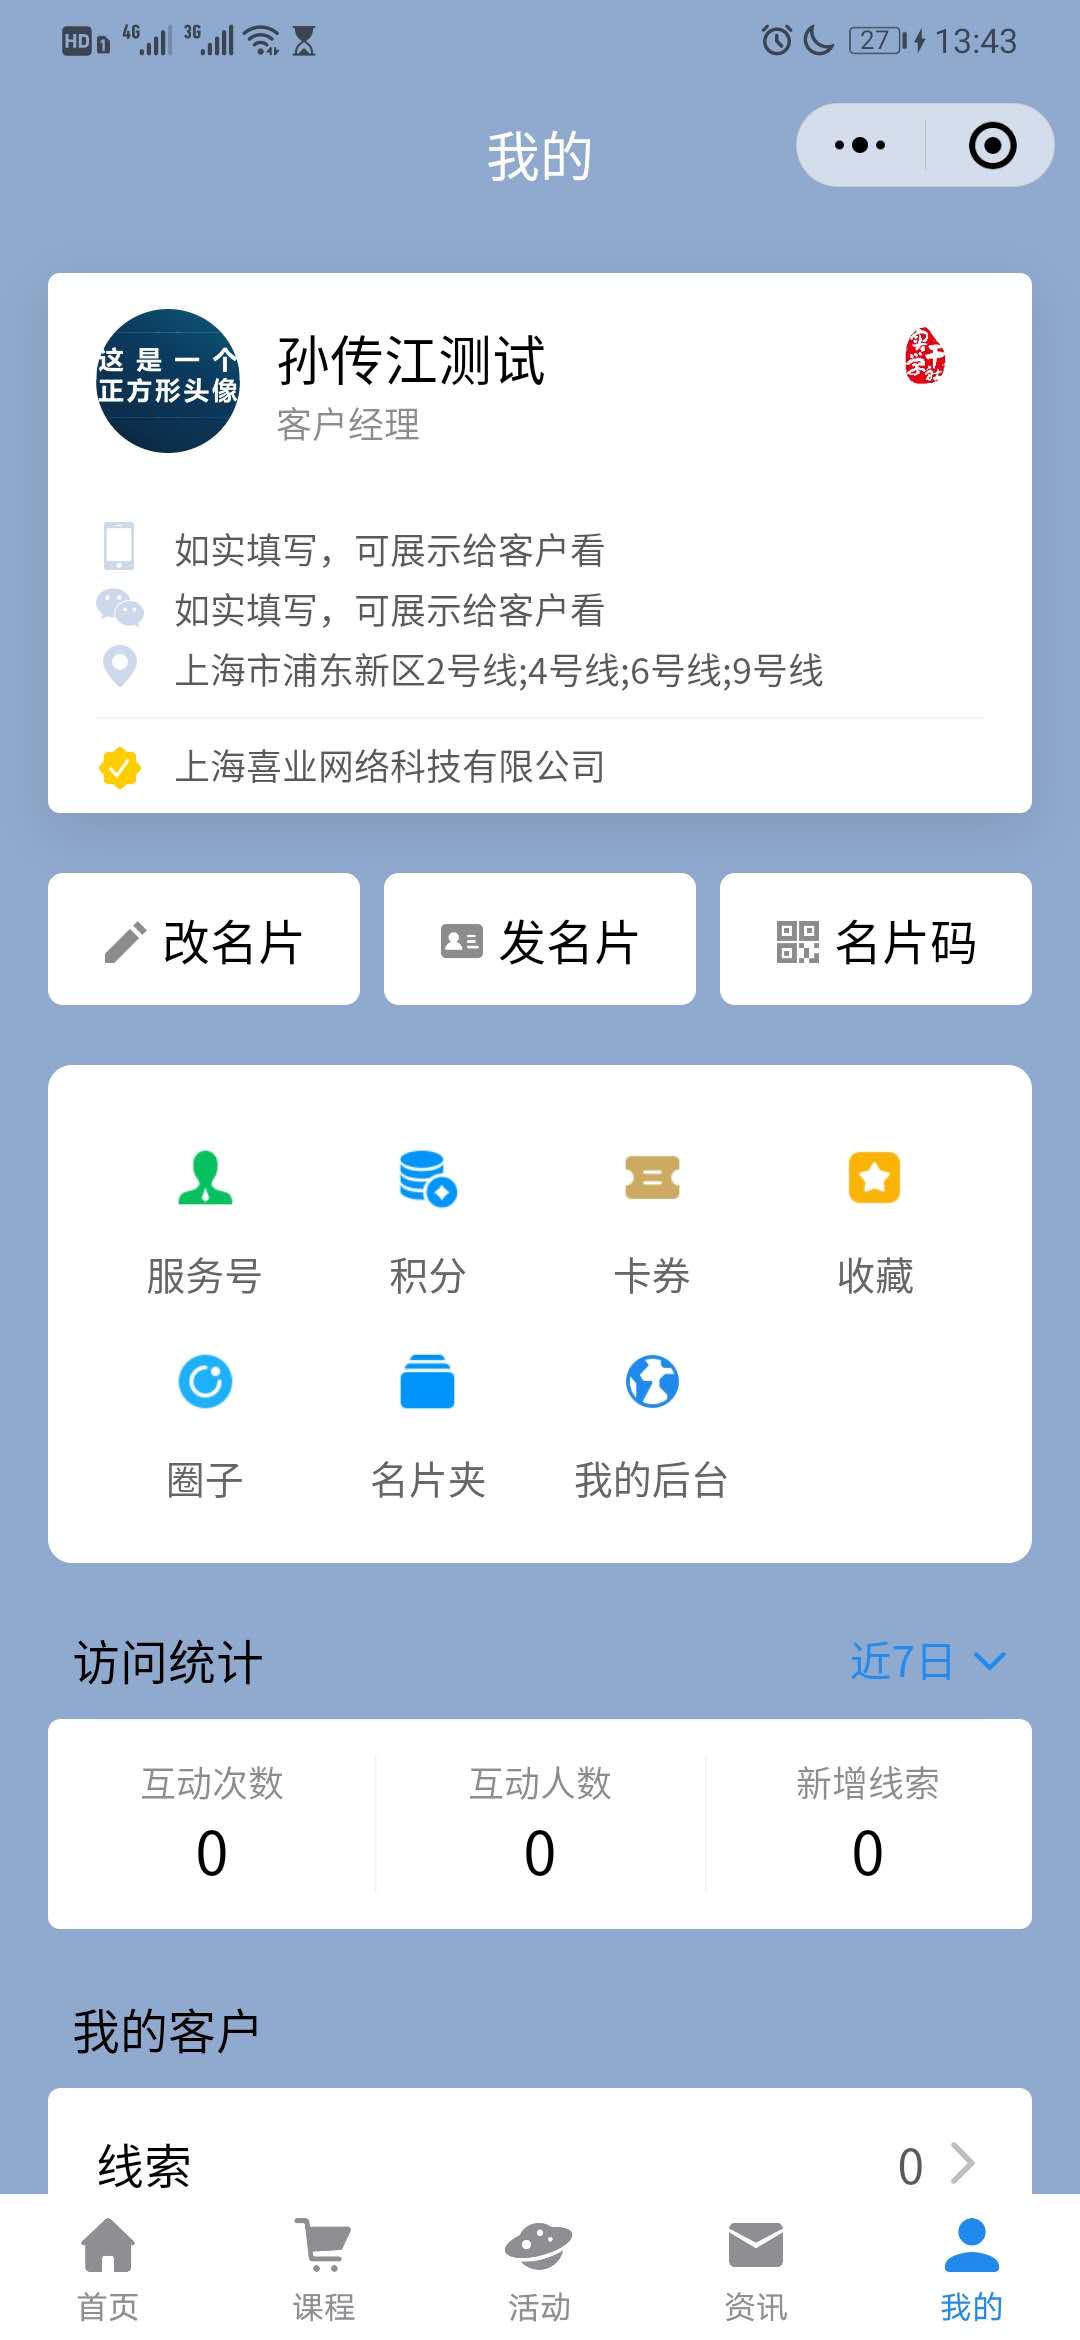 HD 1 4G 3G 27 13:43
我的
这是一个
正方形头像
孙传江测试
客户经理
实干
学社
如实填写，可展示给客户看
如实填写，可展示给客户看
上海市浦东新区2号线;4号线;6号线;9号线
上海喜业网络科技有限公司
改名片 发名片 名片码
服务号 积分 卡券 收藏
圈子 名片夹 我的后台
访问统计 近7日
互动次数 互动人数 新增线索
0 0 0
我的客户
线索 0
首页 课程 活动 资讯 我的